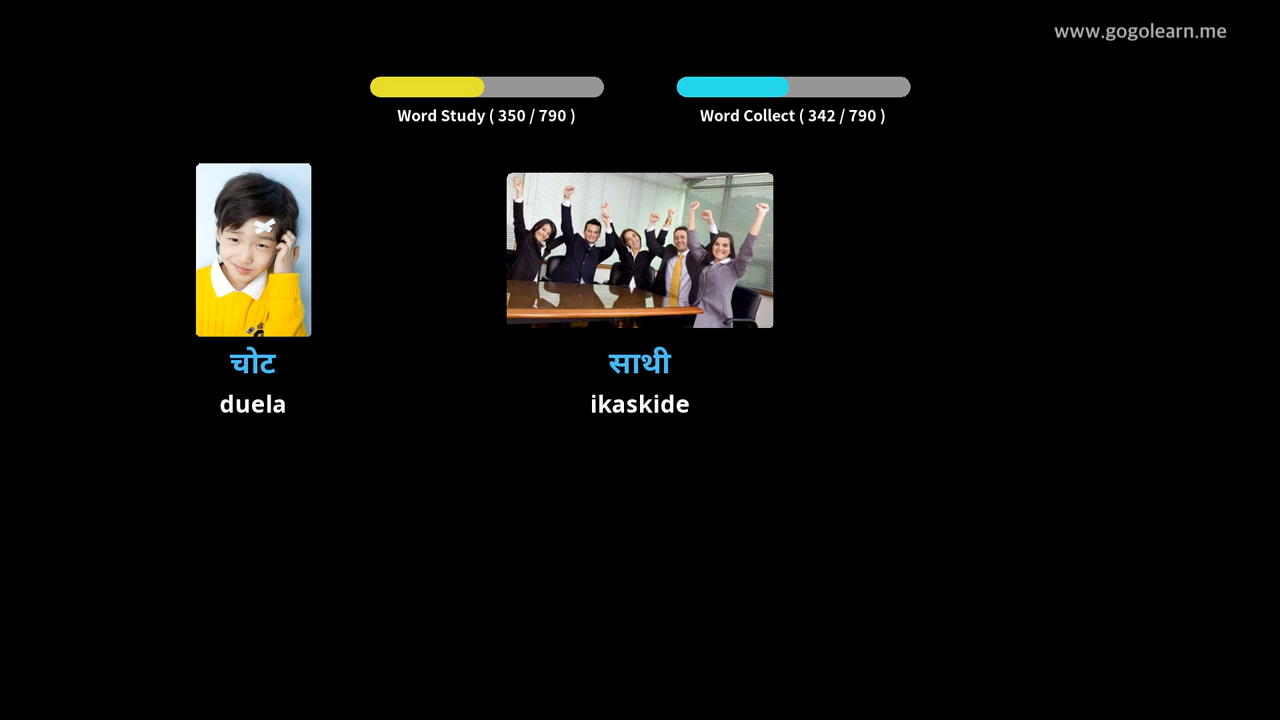 www.gogolearn.me
Word Study ( 350 / 790 )
Word Collect ( 342 / 790 )
चोट
duela
साथी
ikaskide